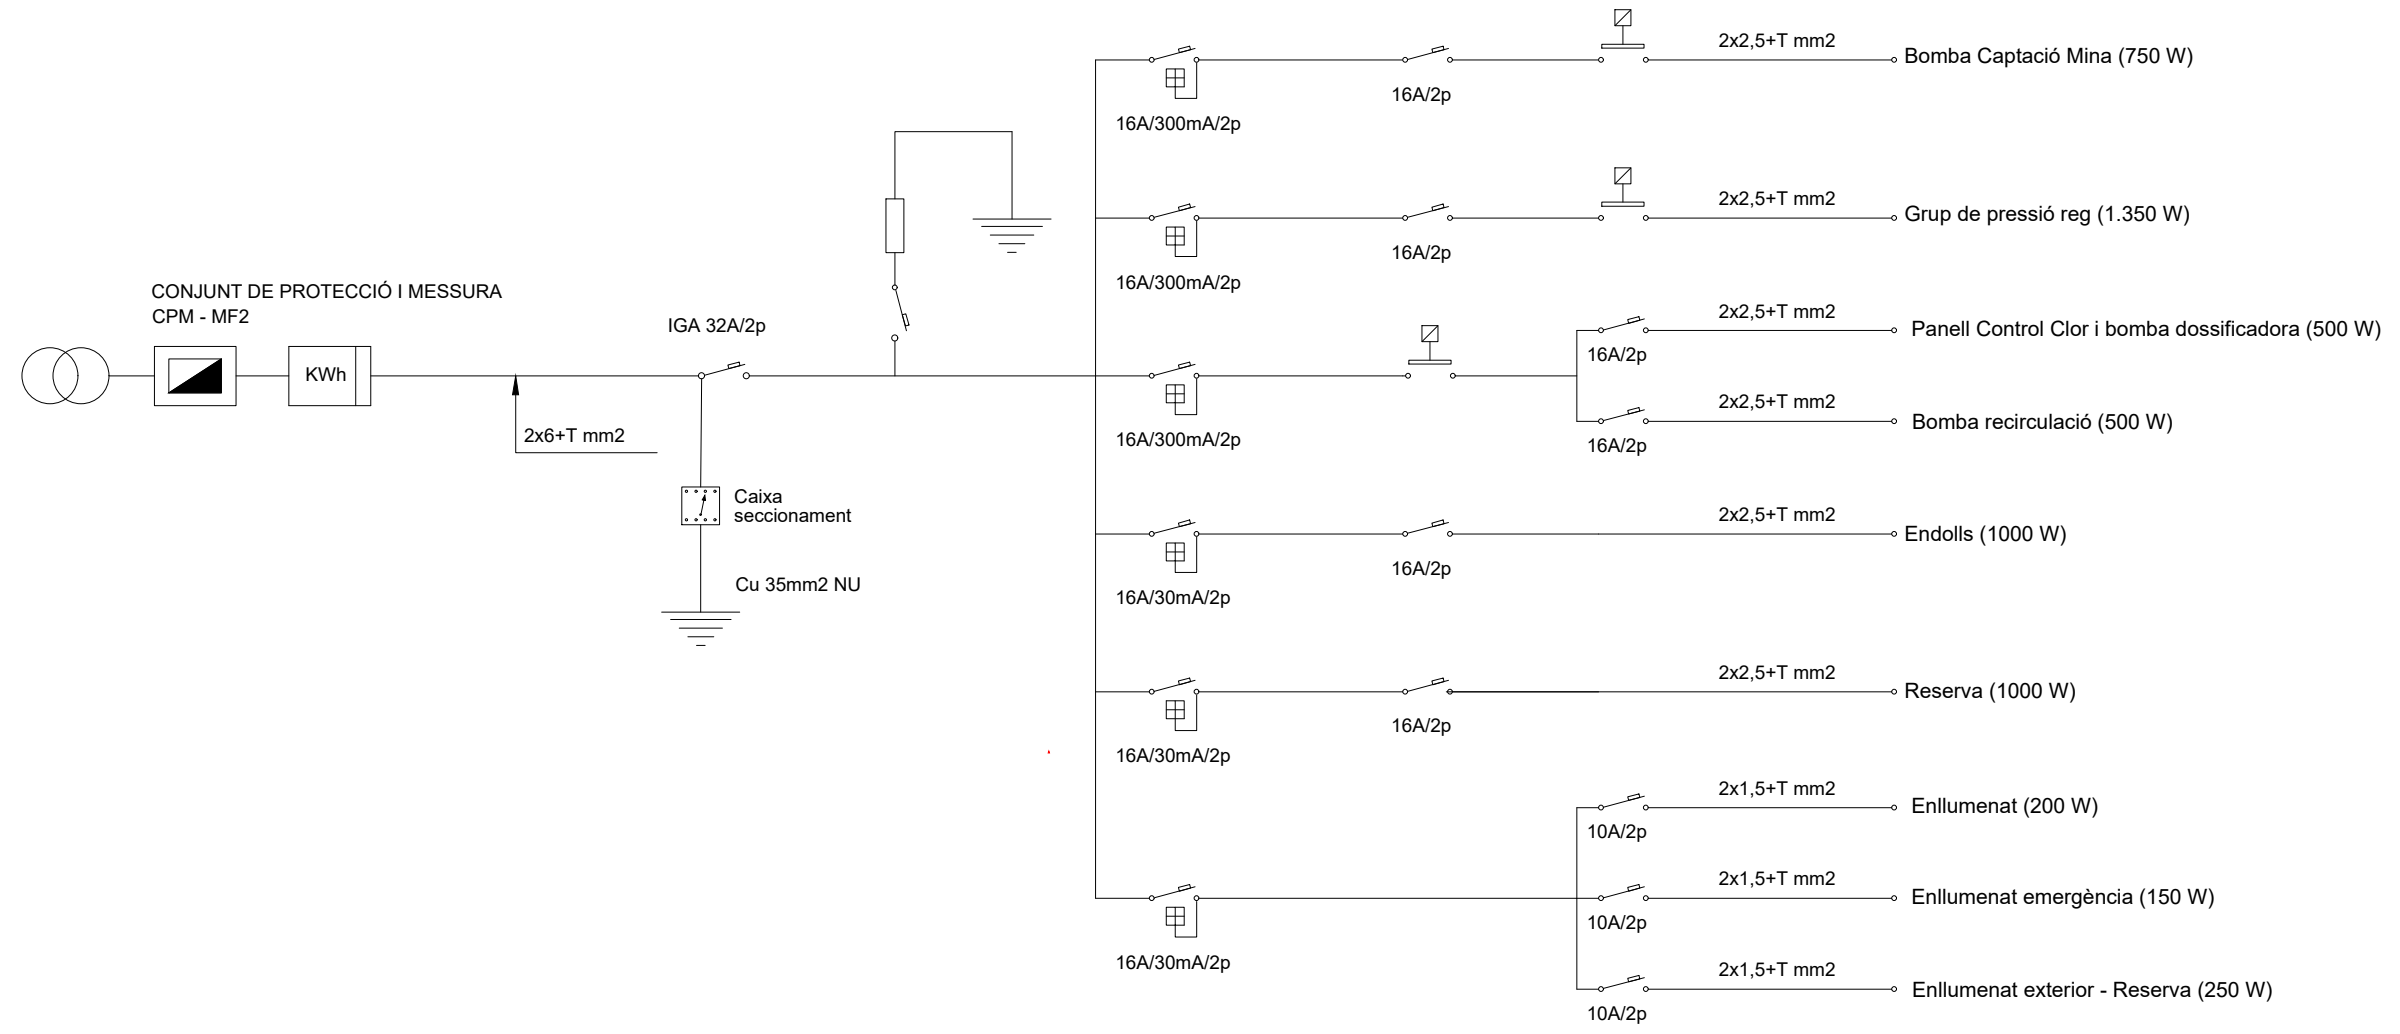 CONJUNT DE PROTECCIÓ I MESSURA
CPM - MF2
KWh
2x6+T mm2
IGA 32A/2p
Caixa
seccionament
Cu 35mm2 NU
16A/300mA/2p
16A/2p
2x2,5+T mm2
Bomba Captació Mina (750 W)
16A/300mA/2p
16A/2p
2x2,5+T mm2
Grup de pressió reg (1.350 W)
16A/300mA/2p
16A/2p
2x2,5+T mm2
Panell Control Clor i bomba dossificadora (500 W)
16A/2p
2x2,5+T mm2
Bomba recirculació (500 W)
16A/30mA/2p
16A/2p
2x2,5+T mm2
Endolls (1000 W)
16A/30mA/2p
16A/2p
2x2,5+T mm2
Reserva (1000 W)
16A/30mA/2p
10A/2p
2x1,5+T mm2
Enllumenat (200 W)
10A/2p
2x1,5+T mm2
Enllumenat emergència (150 W)
10A/2p
2x1,5+T mm2
Enllumenat exterior - Reserva (250 W)